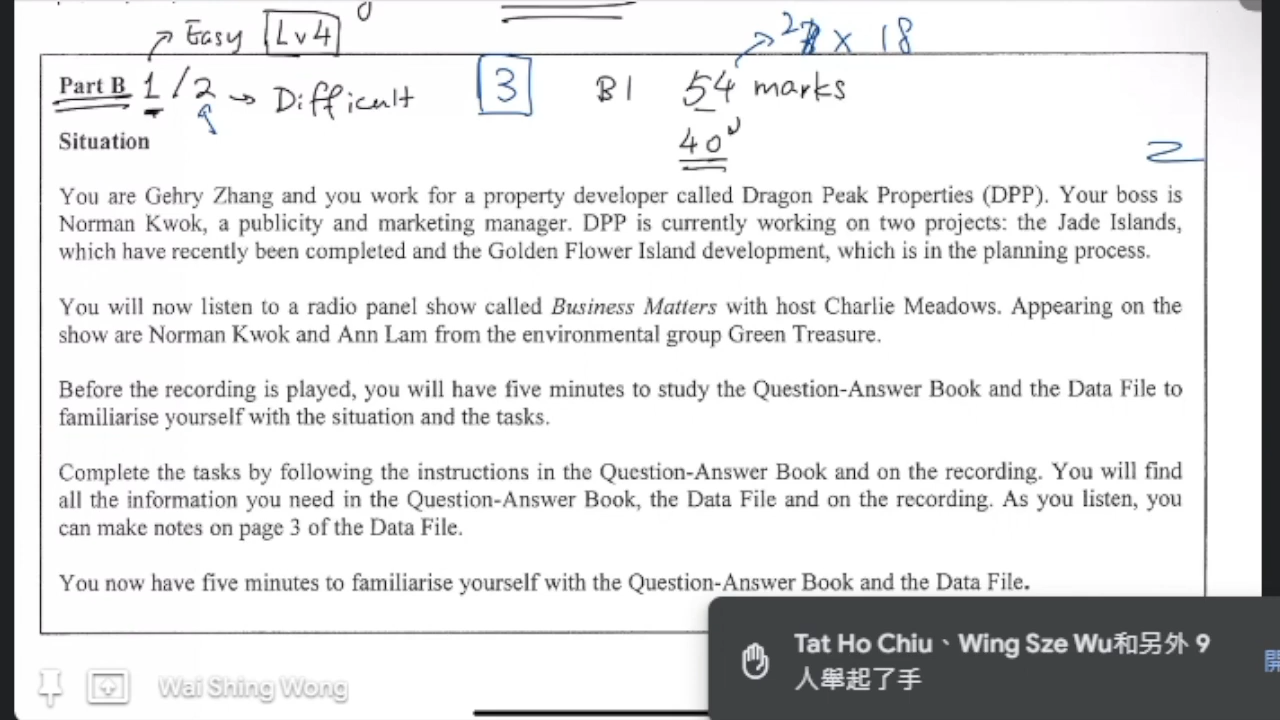 Easy Lv4
27 x 18
Part B 1/2 → Difficult 3 B1 54 marks
40
Situation
You are Gehry Zhang and you work for a property developer called Dragon Peak Properties (DPP). Your boss is
Norman Kwok, a publicity and marketing manager. DPP is currently working on two projects: the Jade Islands,
which have recently been completed and the Golden Flower Island development, which is in the planning process.
You will now listen to a radio panel show called Business Matters with host Charlie Meadows. Appearing on the
show are Norman Kwok and Ann Lam from the environmental group Green Treasure.
Before the recording is played, you will have five minutes to study the Question-Answer Book and the Data File to
familiarise yourself with the situation and the tasks.
Complete the tasks by following the instructions in the Question-Answer Book and on the recording. You will find
all the information you need in the Question-Answer Book, the Data File and on the recording. As you listen, you
can make notes on page 3 of the Data File.
You now have five minutes to familiarise yourself with the Question-Answer Book and the Data File.
Tat Ho Chiu、Wing Sze Wu和另外 9
人舉起了手
開
Wai Shing Wong